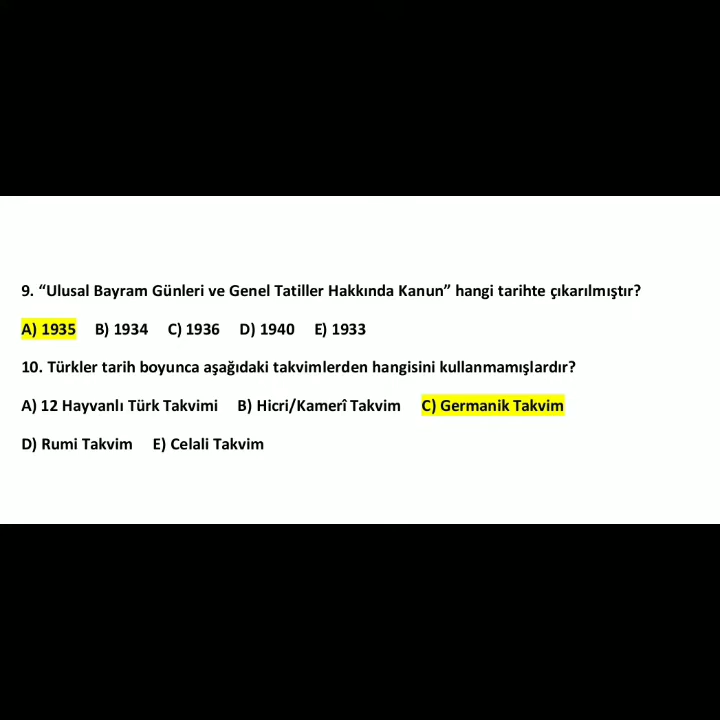 9. “Ulusal Bayram Günleri ve Genel Tatiller Hakkında Kanun” hangi tarihte çıkarılmıştır?
A) 1935 B) 1934 C) 1936 D) 1940 E) 1933
10. Türkler tarih boyunca aşağıdaki takvimlerden hangisini kullanmamışlardır?
A) 12 Hayvanlı Türk Takvimi B) Hicri/Kamerî Takvim C) Germanik Takvim
D) Rumi Takvim E) Celali Takvim